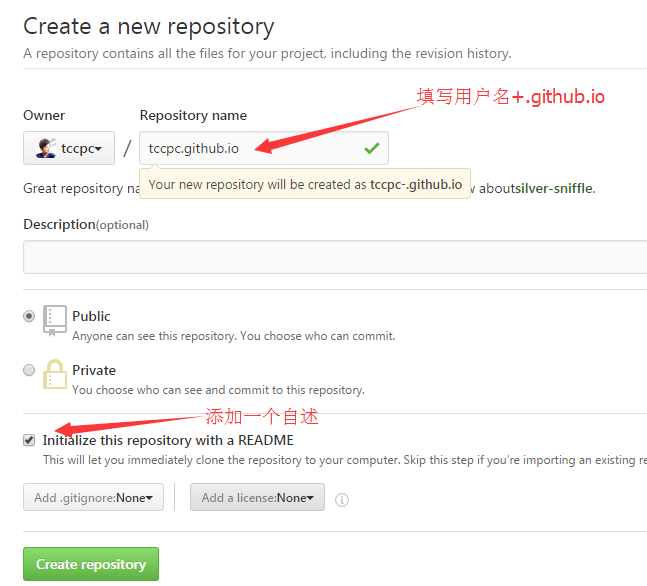 Create a new repository
A repository contains all the files for your project, including the revision history.
填写用户名+.github.io
Owner Repository name
tccpc / tccpc.github.io
Great repository na about silver-sniffle.
Your new repository will be created as tccpc-.github.io
Description(optional)
Public
Anyone can see this repository. You choose who can commit.
Private
You choose who can see and commit to this repository.
添加一个自述
Initialize this repository with a README
This will let you immediately clone the repository to your computer. Skip this step if you're importing an existing re
Add .gitignore:None Add a license:None
Create repository